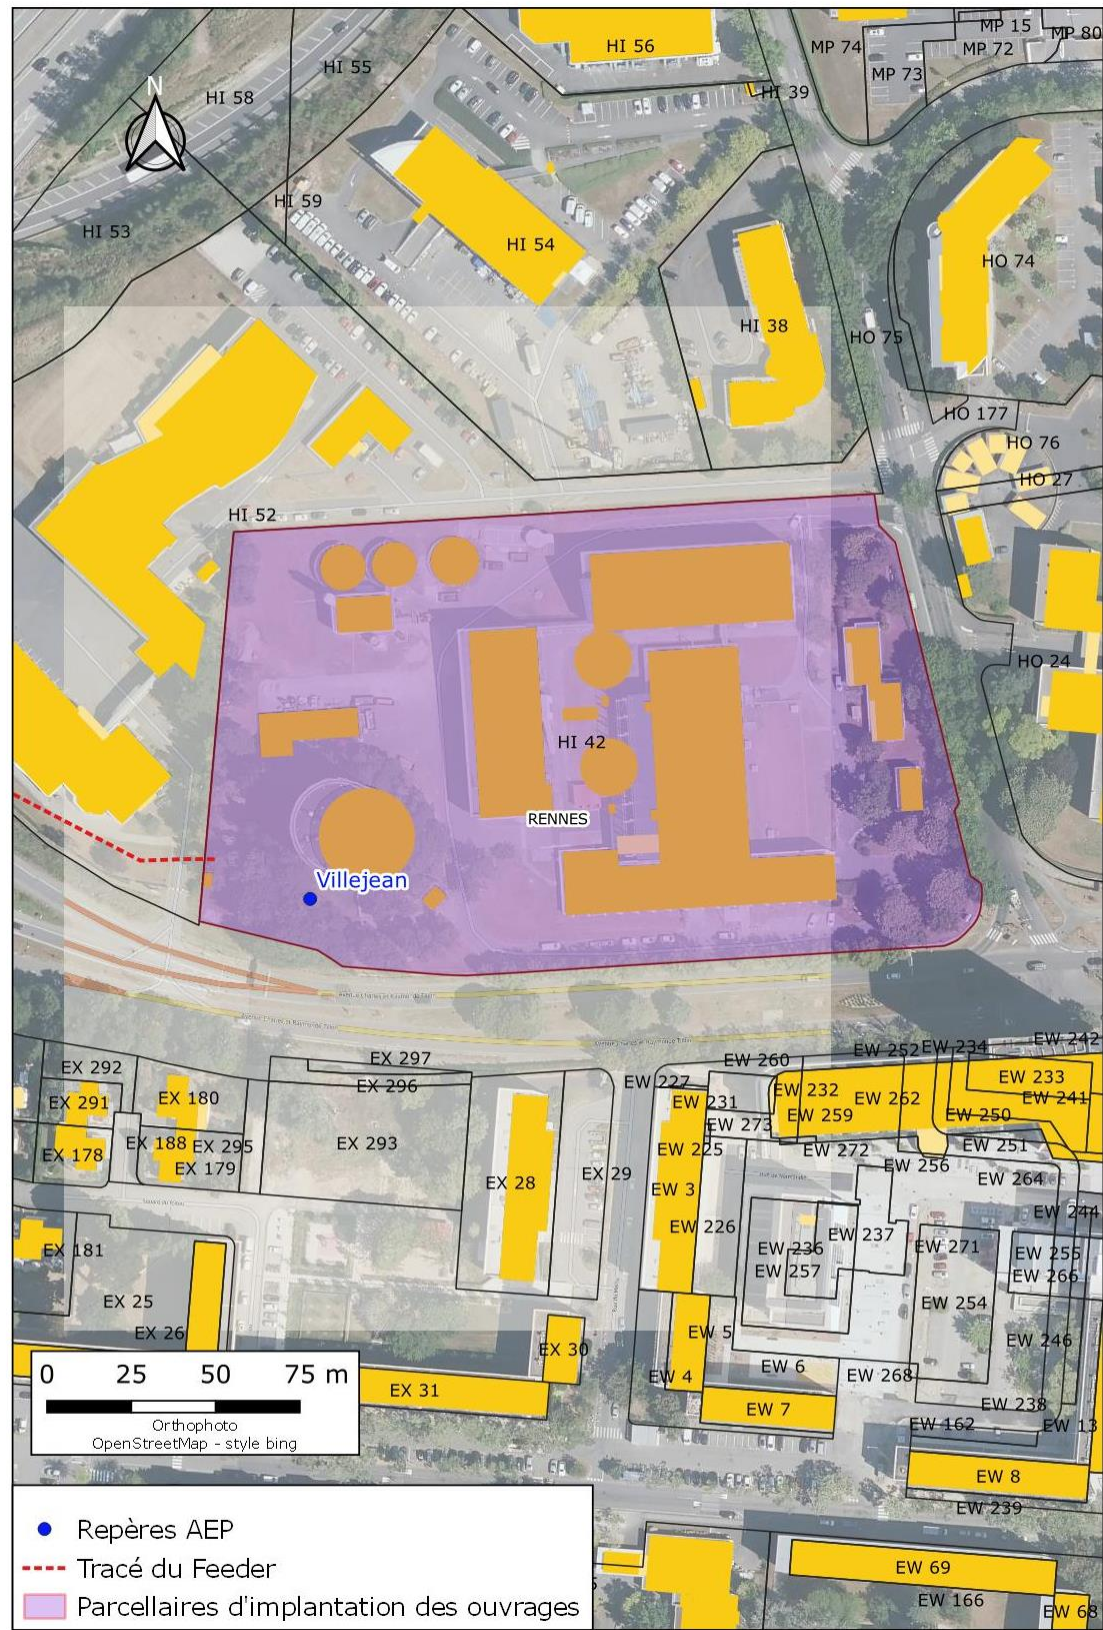 HI 56
MP 15
MP 80
MP 74
MP 72
MP 73
HI 55
HI 58
HI 39
N
HI 59
HI 53
HI 54
HO 74
HI 38
HO 75
HO 177
HO 76
HO 27
HI 52
HO 24
HI 42
RENNES
Villejean
EW 242
EW 234
EW 252
EX 297
EW 260
EX 292
EW 227
EX 296
EW 233
EW 232
EX 180
EX 291
EW 231
EW 262
EW 241
EW 259
EW 250
EW 273
EX 188
EX 295
EX 293
EX 178
EX 179
EW 225
EW 272
EW 251
EW 256
EX 29
EW 264
EX 28
EW 3
EW 244
EW 226
EW 237
EW 236
EW 271
EX 181
EW 255
EW 257
EW 266
EX 25
EW 254
EX 26
EW 5
EW 246
EX 30
EW 6
EW 4
EW 268
EX 31
EW 7
EW 238
EW 162
EW 13
0 25 50 75 m
Orthophoto
OpenStreetMap - style bing
EW 8
EW 239
Repères AEP
Tracé du Feeder
Parcellaires d'implantation des ouvrages
EW 69
EW 166
EW 68